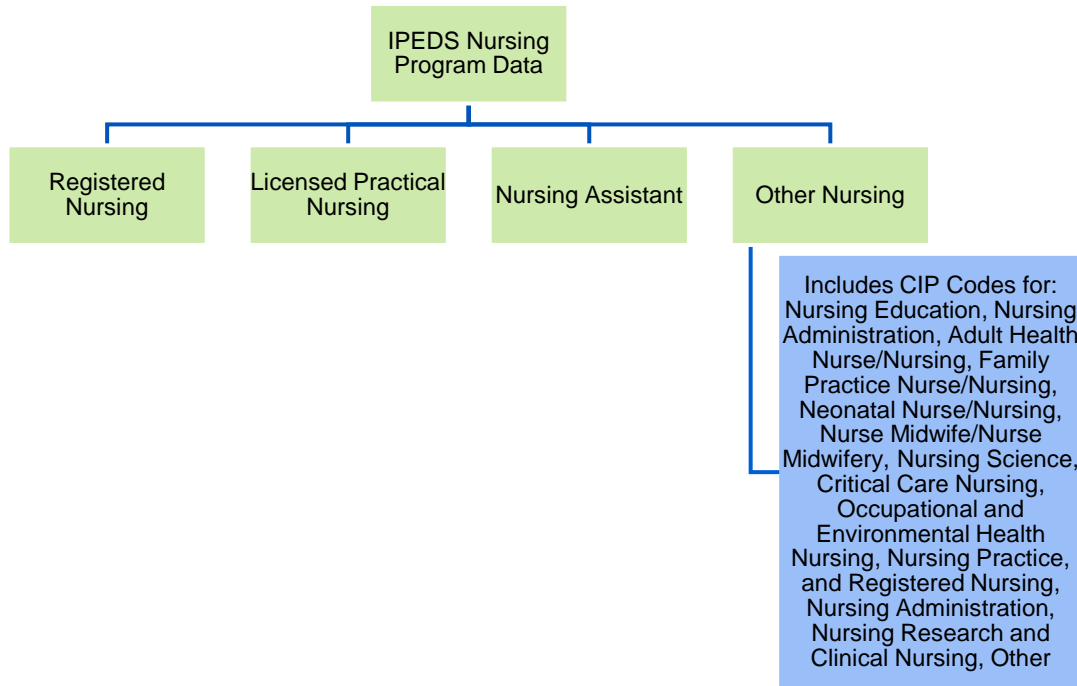 IPEDS Nursing
Program Data
Registered
Nursing
Licensed Practical
Nursing
Nursing Assistant
Other Nursing
Includes CIP Codes for:
Nursing Education, Nursing
Administration, Adult Health
Nurse/Nursing, Family
Practice Nurse/Nursing,
Neonatal Nurse/Nursing,
Nurse Midwife/Nurse
Midwifery, Nursing Science,
Critical Care Nursing,
Occupational and
Environmental Health
Nursing, Nursing Practice,
and Registered Nursing,
Nursing Administration,
Nursing Research and
Clinical Nursing, Other